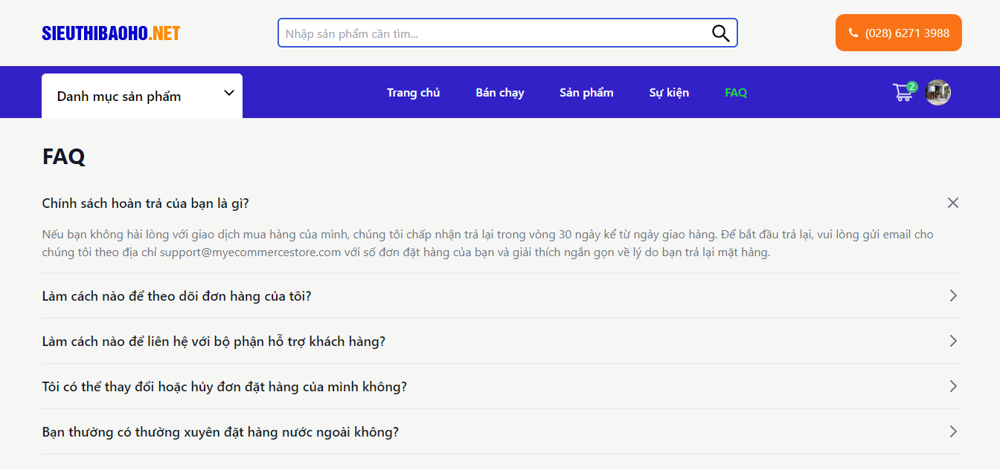 SIEUTHIBAOHO.NET
Nhập sản phẩm cần tìm...
(028) 6271 3988
Danh mục sản phẩm
Trang chủ
Bán chạy
Sản phẩm
Sự kiện
FAQ
2
FAQ
Chính sách hoàn trả của bạn là gì?
Nếu bạn không hài lòng với giao dịch mua hàng của mình, chúng tôi chấp nhận trả lại trong vòng 30 ngày kể từ ngày giao hàng. Để bắt đầu trả lại, vui lòng gửi email cho
chúng tôi theo địa chỉ support@myecommercestore.com với số đơn đặt hàng của bạn và giải thích ngắn gọn về lý do bạn trả lại mặt hàng.
Làm cách nào để theo dõi đơn hàng của tôi?
Làm cách nào để liên hệ với bộ phận hỗ trợ khách hàng?
Tôi có thể thay đổi hoặc hủy đơn đặt hàng của mình không?
Bạn thường có thường xuyên đặt hàng nước ngoài không?